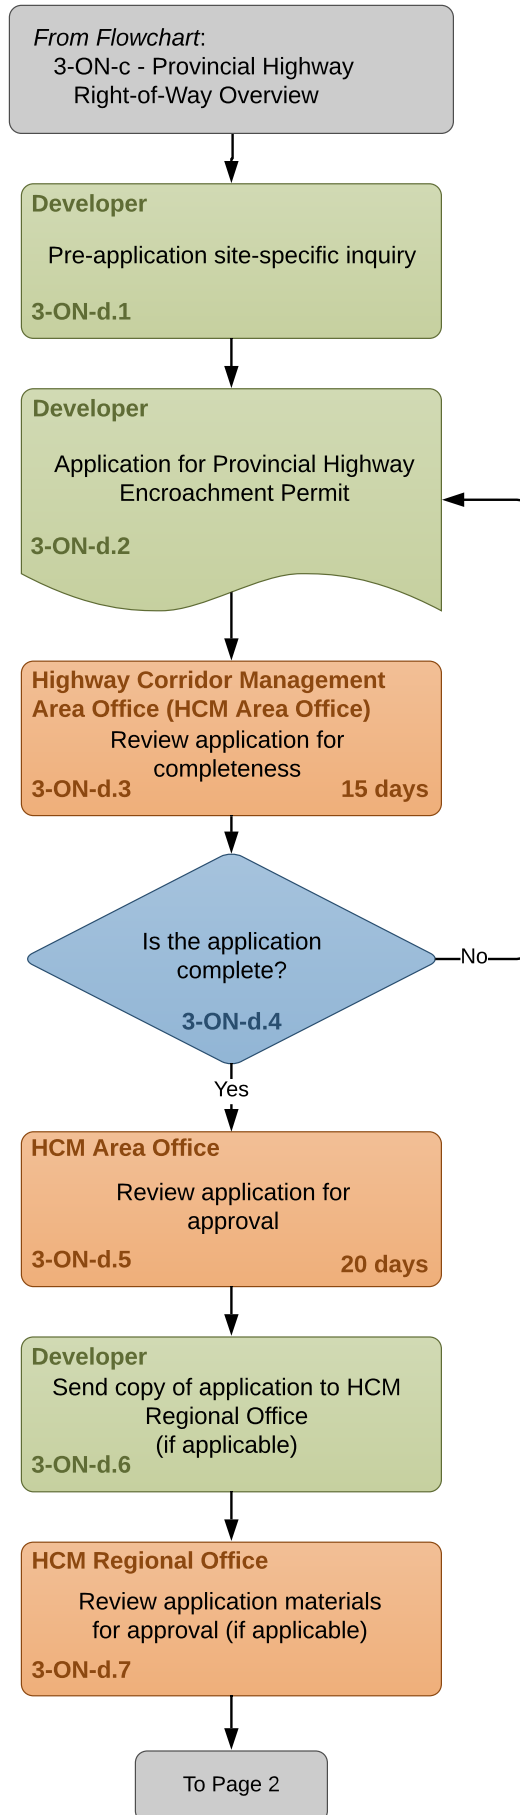 From Flowchart:
3-ON-c - Provincial Highway
Right-of-Way Overview
Developer
Pre-application site-specific inquiry
3-ON-d.1
Developer
Application for Provincial Highway
Encroachment Permit
3-ON-d.2
Highway Corridor Management
Area Office (HCM Area Office)
Review application for
completeness
3-ON-d.3
15 days
Is the application
complete?
3-ON-d.4
No
Yes
HCM Area Office
Review application for
approval
3-ON-d.5
20 days
Developer
Send copy of application to HCM
Regional Office
(if applicable)
3-ON-d.6
HCM Regional Office
Review application materials
for approval (if applicable)
3-ON-d.7
To Page 2